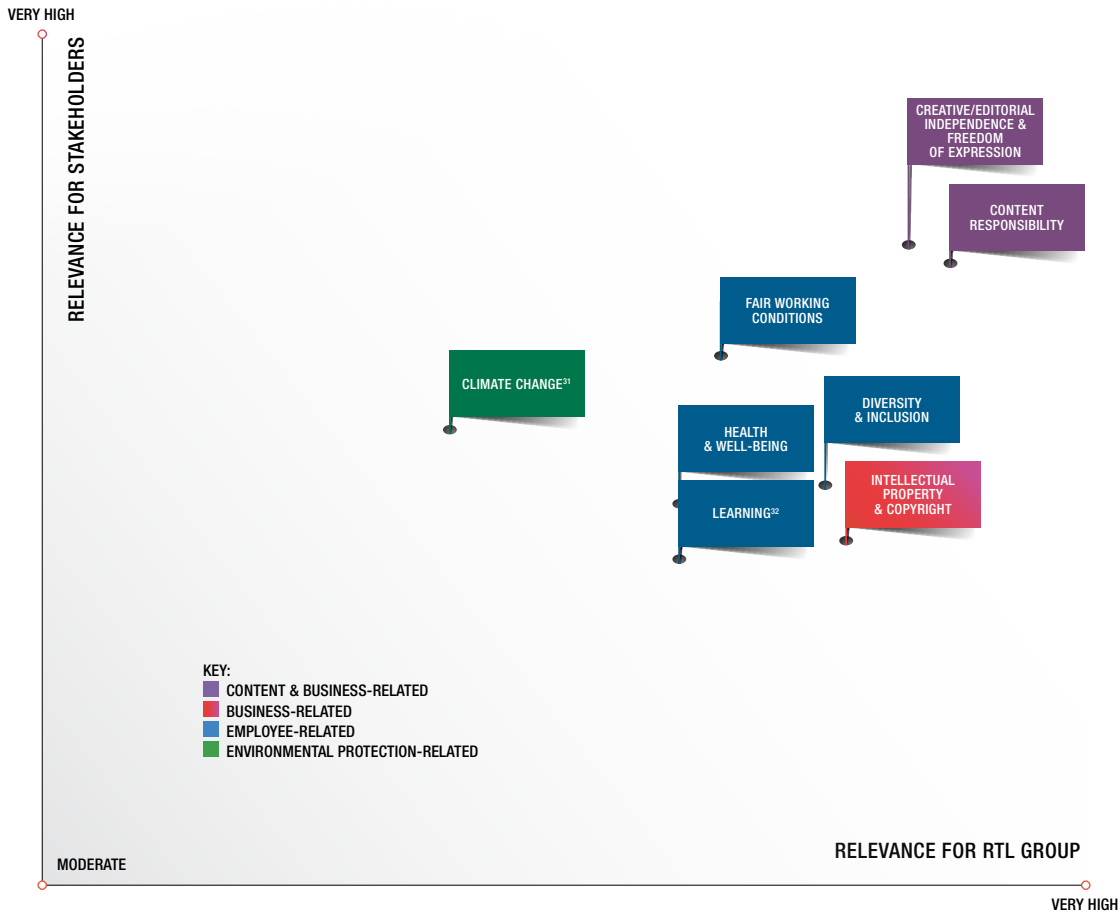 VERY HIGH
RELEVANCE FOR STAKEHOLDERS
CREATIVE/EDITORIAL
INDEPENDENCE &
FREEDOM
OF EXPRESSION
CONTENT
RESPONSIBILITY
FAIR WORKING
CONDITIONS
CLIMATE CHANGE³¹
DIVERSITY
& INCLUSION
HEALTH
& WELL-BEING
INTELLECTUAL
PROPERTY
& COPYRIGHT
LEARNING³²
KEY:
CONTENT & BUSINESS-RELATED
BUSINESS-RELATED
EMPLOYEE-RELATED
ENVIRONMENTAL PROTECTION-RELATED
RELEVANCE FOR RTL GROUP
MODERATE
VERY HIGH